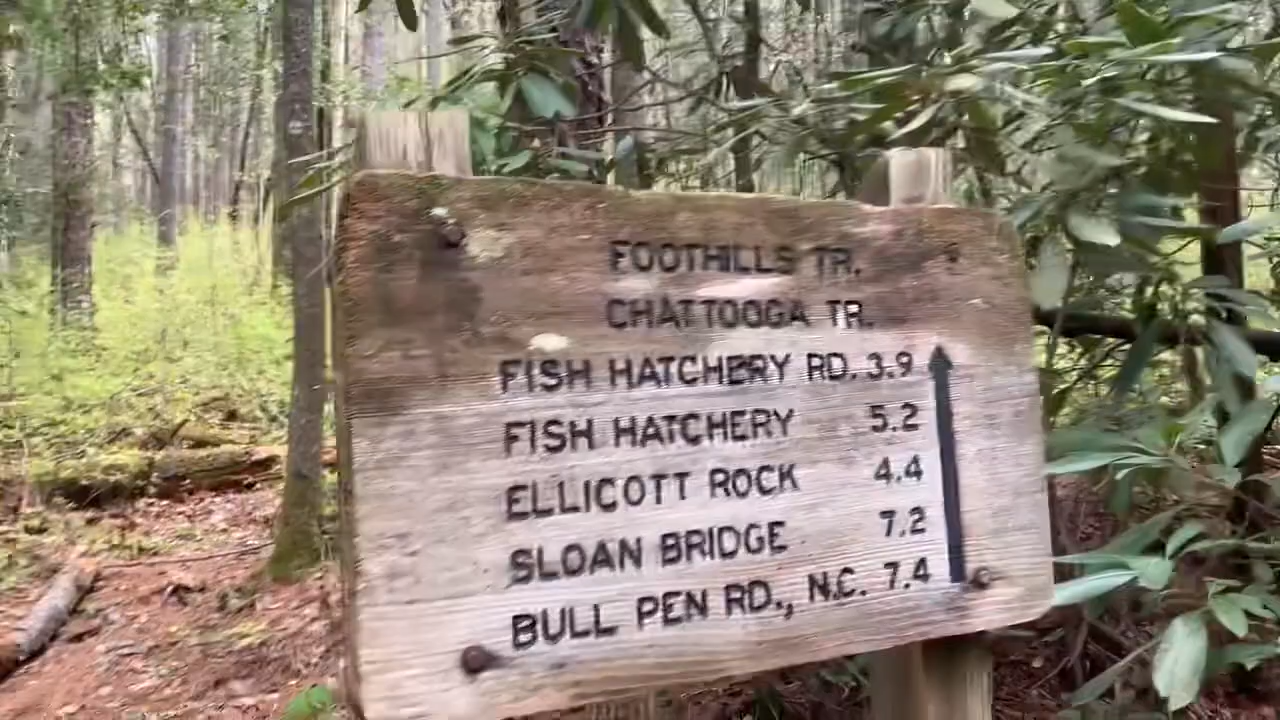 FOOTHILLS TR.
CHATTOOGA TR.
FISH HATCHERY RD. 3.9
FISH HATCHERY 5.2
ELLICOTT ROCK 4.4
SLOAN BRIDGE 7.2
BULL PEN RD., N.C. 7.4